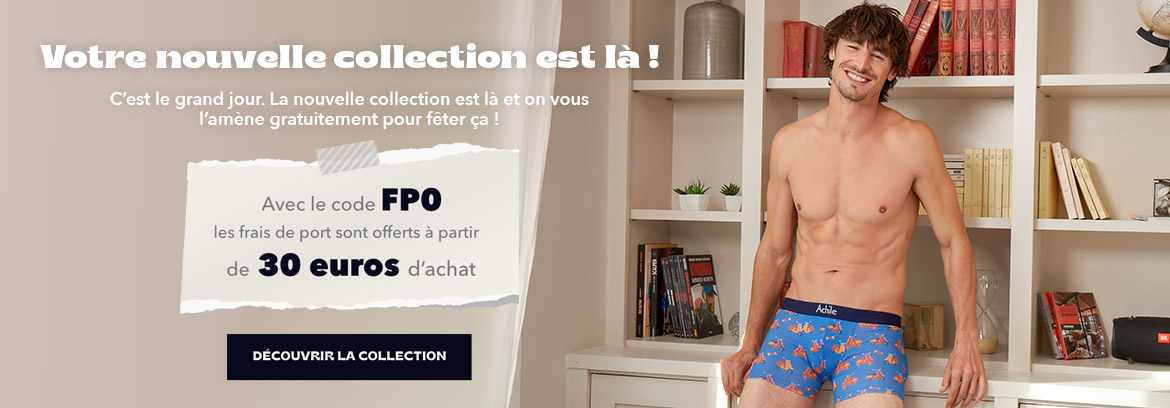 Votre nouvelle collection est là !
C’est le grand jour. La nouvelle collection est là et on vous
l’amène gratuitement pour fêter ça !
Avec le code FP0
les frais de port sont offerts à partir
de 30 euros d’achat
DÉCOUVRIR LA COLLECTION
Achile
JBL